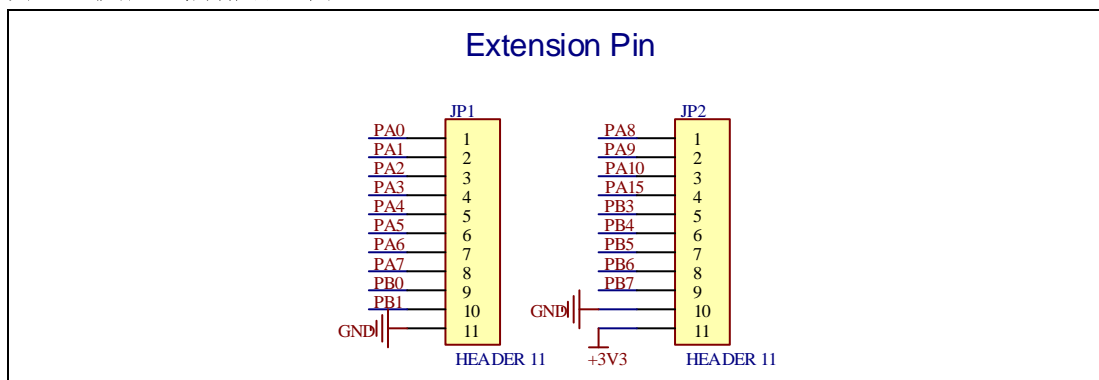 Extension Pin
JP1
PA0 1
PA1 2
PA2 3
PA3 4
PA4 5
PA5 6
PA6 7
PA7 8
PB0 9
PB1 10
GND 11
HEADER 11
JP2
PA8 1
PA9 2
PA10 3
PA15 4
PB3 5
PB4 6
PB5 7
PB6 8
PB7 9
GND 10
+3V3 11
HEADER 11